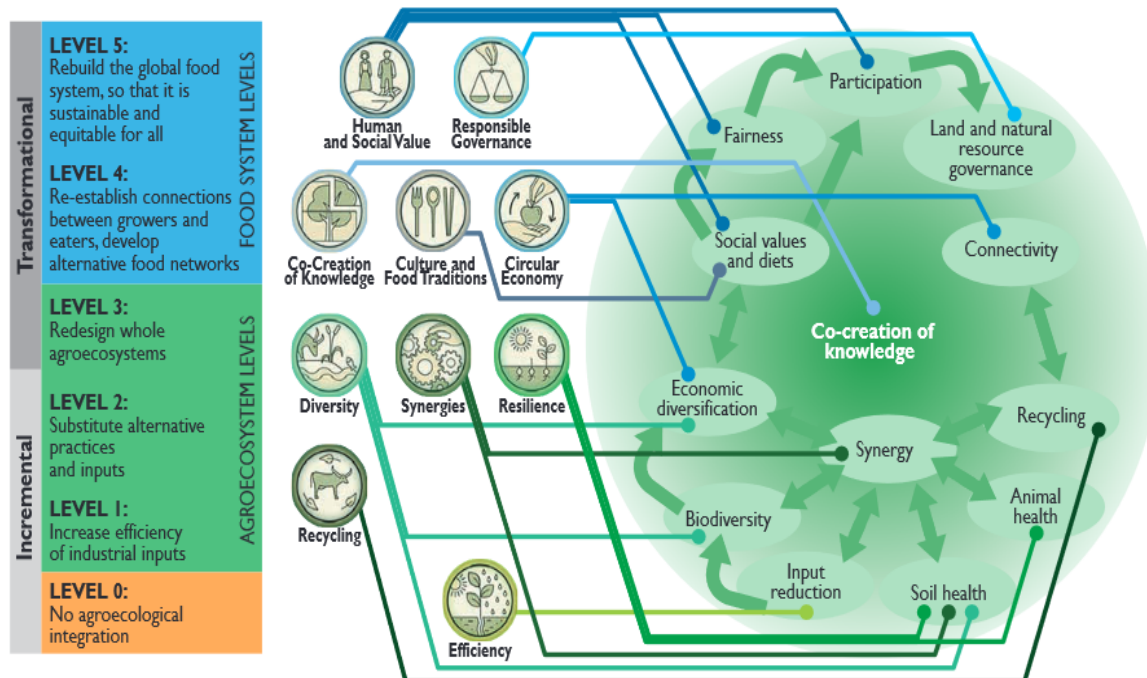 Transformational
Incremental
FOOD SYSTEM LEVELS
AGROECOSYSTEM LEVELS
LEVEL 5:
Rebuild the global food
system, so that it is
sustainable and
equitable for all
LEVEL 4:
Re-establish connections
between growers and
eaters, develop
alternative food networks
LEVEL 3:
Redesign whole
agroecosystems
LEVEL 2:
Substitute alternative
practices
and inputs
LEVEL 1:
Increase efficiency
of industrial inputs
LEVEL 0:
No agroecological
integration
Human
and Social Value
Responsible
Governance
Co-Creation
of Knowledge
Culture and
Food Traditions
Circular
Economy
Diversity
Synergies
Resilience
Recycling
Efficiency
Participation
Fairness
Land and natural
resource
governance
Social values
and diets
Connectivity
Co-creation of
knowledge
Economic
diversification
Recycling
Synergy
Biodiversity
Animal
health
Input
reduction
Soil health